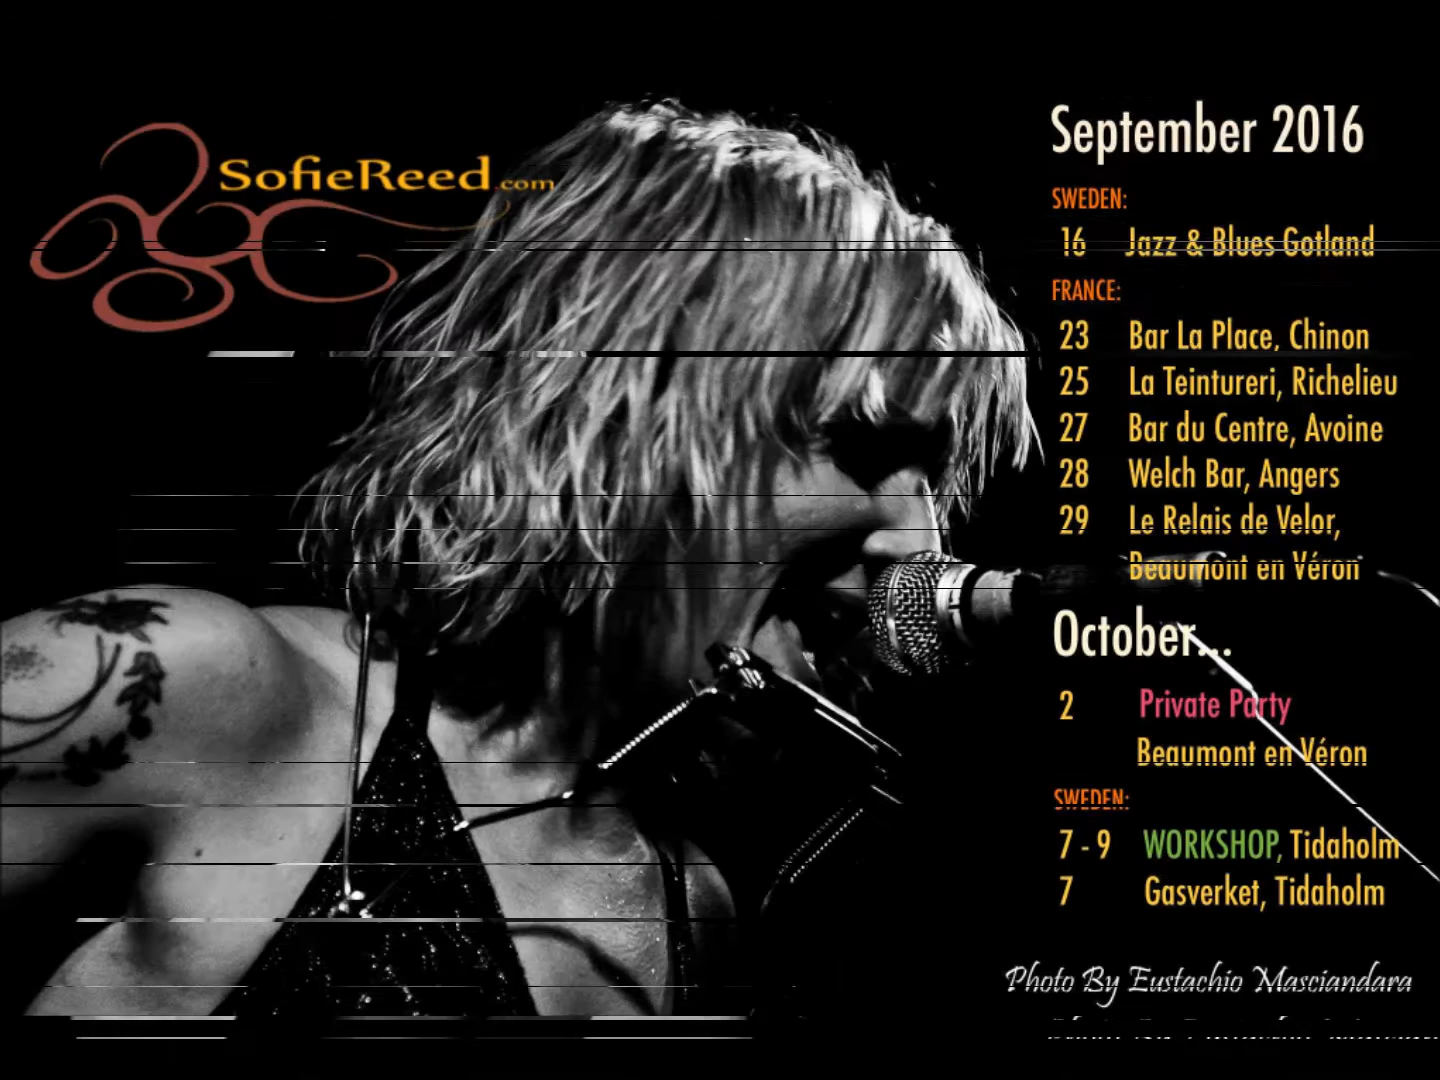 SofieReed.com
September 2016
SWEDEN:
16 Jazz & Blues Gotland
FRANCE:
23 Bar La Place, Chinon
25 La Teintureri, Richelieu
27 Bar du Centre, Avoine
28 Welch Bar, Angers
29 Le Relais de Velor,
Beaumont en Véron
October...
2 Private Party
Beaumont en Véron
SWEDEN:
7 - 9 WORKSHOP, Tidaholm
7 Gasverket, Tidaholm
Photo By Eustachio Masciandara